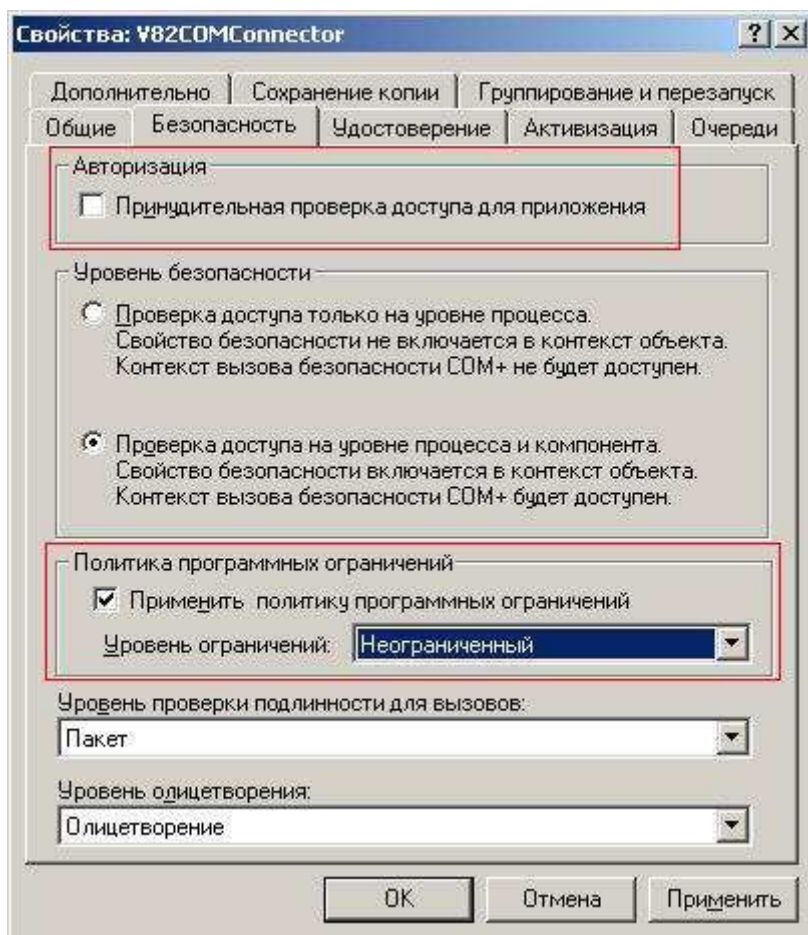 Свойства: V82COMConnector
Дополнительно Сохранение копии Группирование и перезапуск
Общие Безопасность Удостоверение Активизация Очереди
Авторизация
Принудительная проверка доступа для приложения
Уровень безопасности
Проверка доступа только на уровне процесса.
Свойство безопасности не включается в контекст объекта.
Контекст вызова безопасности COM+ не будет доступен.
Проверка доступа на уровне процесса и компонента.
Свойство безопасности включается в контекст объекта.
Контекст вызова безопасности COM+ будет доступен.
Политика программных ограничений
Применить политику программных ограничений
Уровень ограничений: Неограниченный
Уровень проверки подлинности для вызовов:
Пакет
Уровень олицетворения:
Олицетворение
OK Отмена Применить